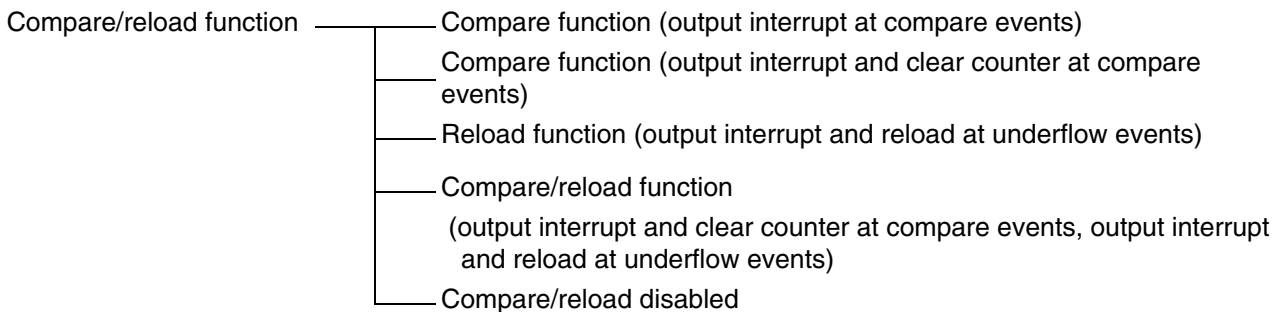 Compare/reload function
Compare function (output interrupt at compare events)
Compare function (output interrupt and clear counter at compare
events)
Reload function (output interrupt and reload at underflow events)
Compare/reload function
(output interrupt and clear counter at compare events, output interrupt
and reload at underflow events)
Compare/reload disabled